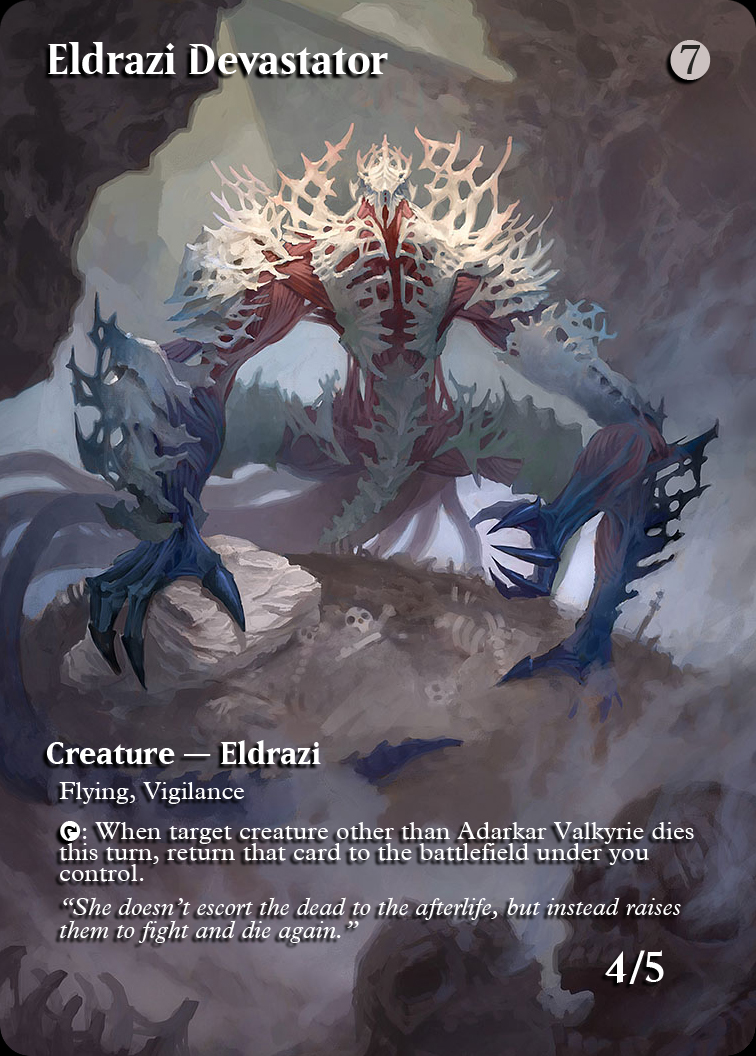 Eldrazi Devastator
7
Creature — Eldrazi
Flying, Vigilance
: When target creature other than Adarkar Valkyrie dies
this turn, return that card to the battlefield under you
control.
“She doesn’t escort the dead to the afterlife, but instead raises
them to fight and die again.”
4/5